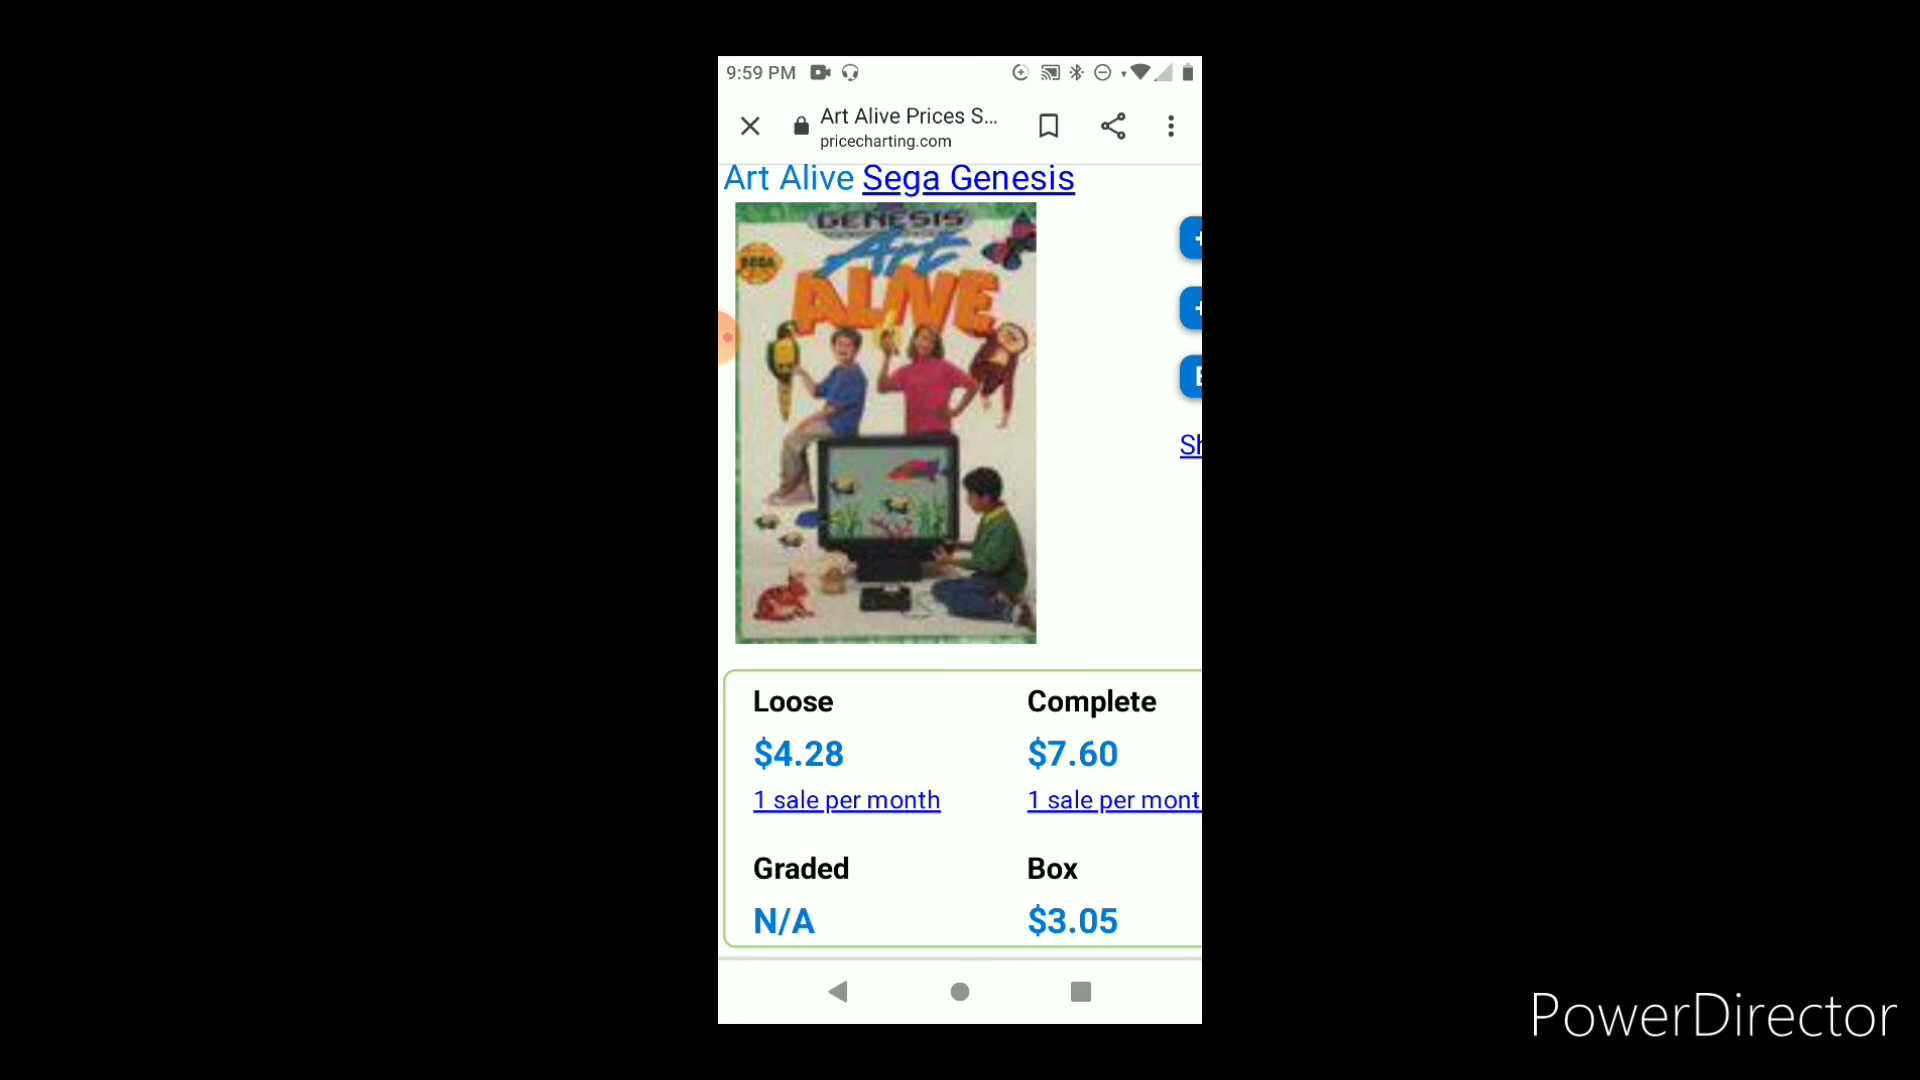 9:59 PM
Art Alive Prices S...
pricecharting.com
Art Alive Sega Genesis
GENESIS
SEGA
Art
ALIVE
Sh
Loose
Complete
$4.28
$7.60
1 sale per month
1 sale per mont
Graded
Box
N/A
$3.05
PowerDirector